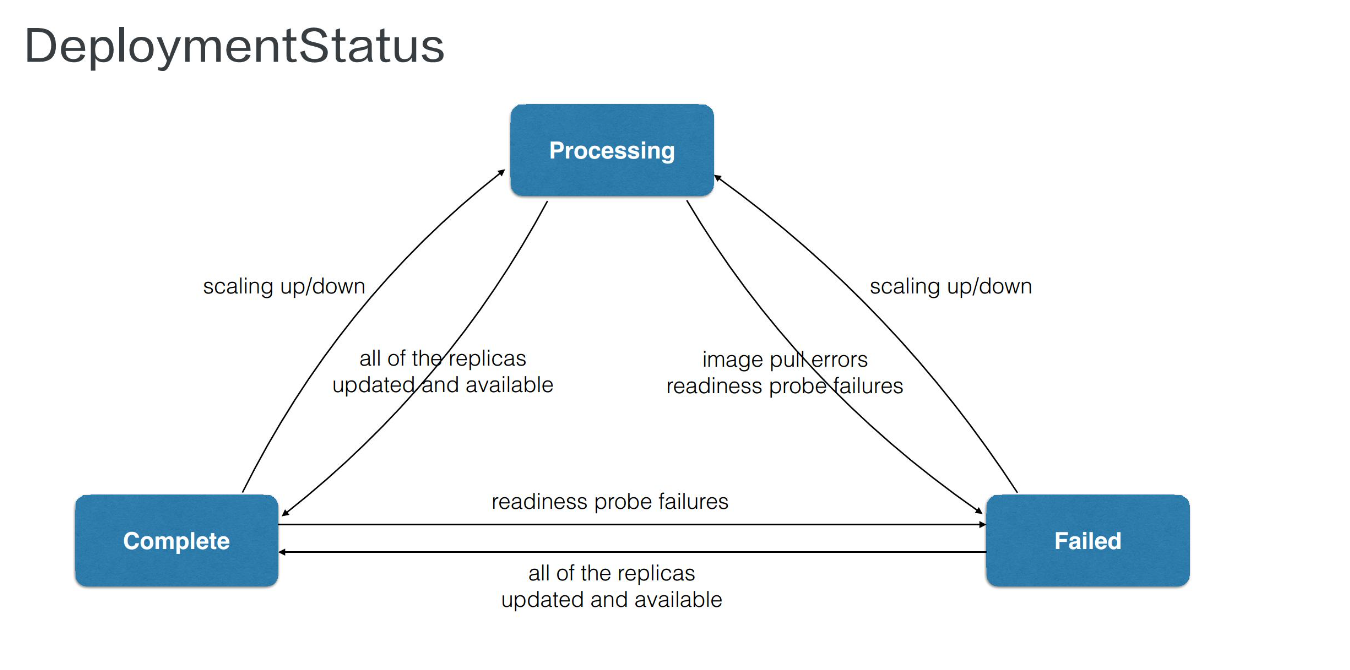 DeploymentStatus
Processing
scaling up/down
scaling up/down
all of the replicas
updated and available
image pull errors
readiness probe failures
readiness probe failures
Complete
Failed
all of the replicas
updated and available